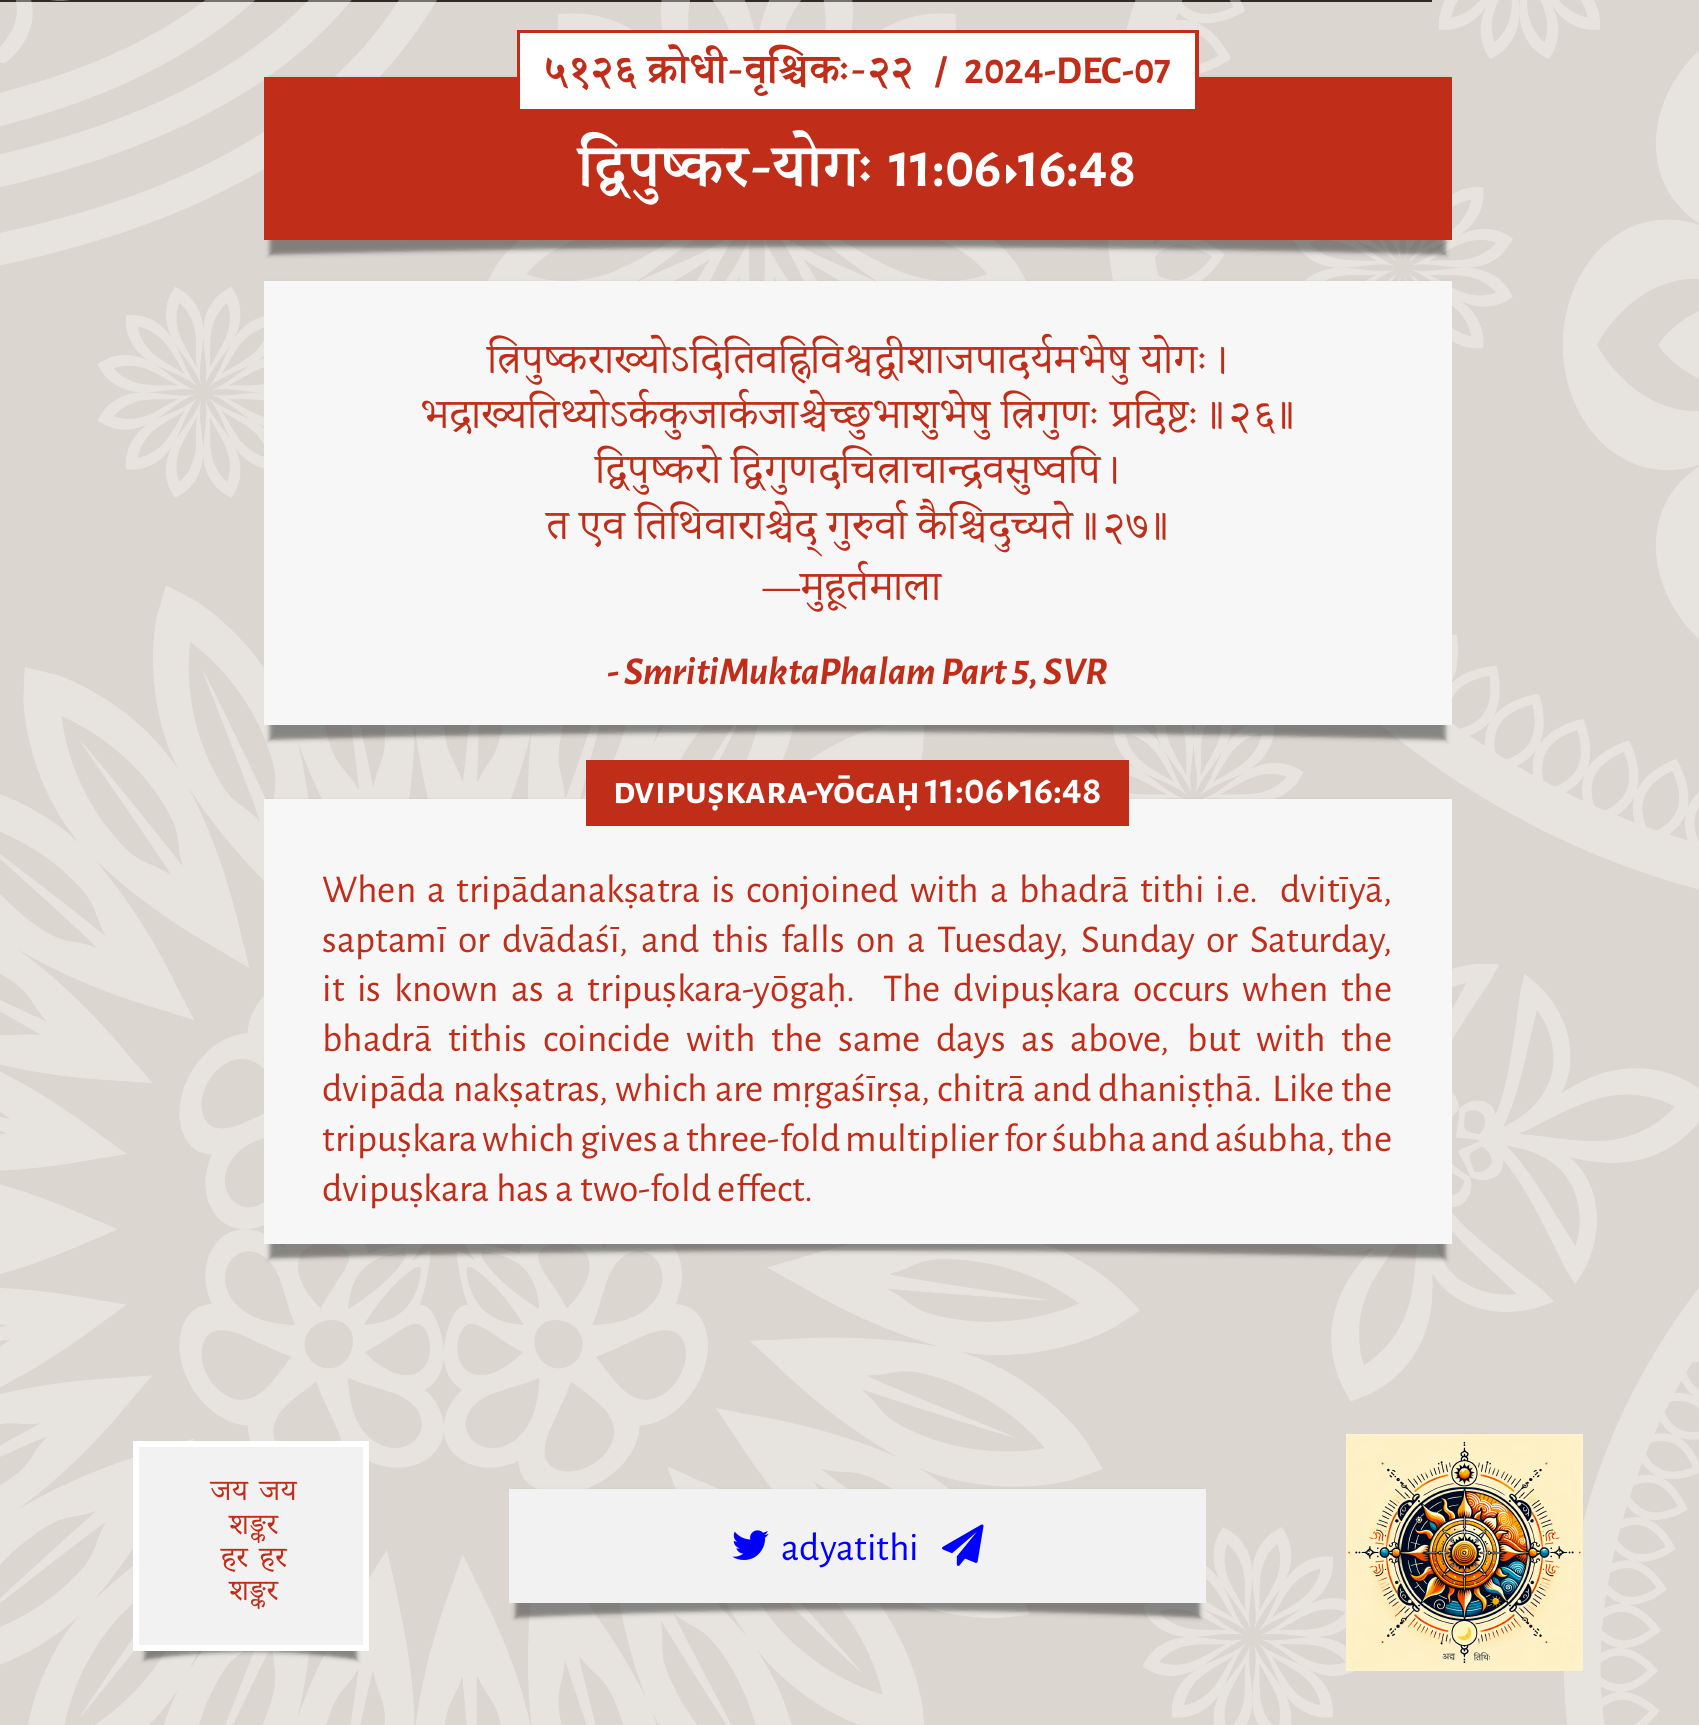 ५१२६ क्रोधी-वृश्चिकः-२२ / 2024-DEC-07
द्विपुष्कर-योगः 11:06▸16:48
त्रिपुष्कराख्योऽदितिवह्निविश्वद्वीशाजपादर्यमभेषु योगः।
भद्राख्यतिथ्योऽर्ककुजार्कजाश्चेच्छुभाशुभेषु त्रिगुणः प्रदिष्टः॥२६॥
द्विपुष्करो द्विगुणदचित्राचान्द्रवसुष्वपि।
त एव तिथिवाराश्चेद् गुरुर्वा कैश्चिदुच्यते॥२७॥
—मुहूर्तमाला
- SmritiMuktaPhalam Part 5, SVR
DVIPUṢKARA-YŌGAḤ 11:06▸16:48
When a tripādanakṣatra is conjoined with a bhadrā tithi i.e. dvitīyā,
saptamī or dvādaśī, and this falls on a Tuesday, Sunday or Saturday,
it is known as a tripuṣkara-yōgaḥ. The dvipuṣkara occurs when the
bhadrā tithis coincide with the same days as above, but with the
dvipāda nakṣatras, which are mṛgaśīrṣa, chitrā and dhaniṣṭhā. Like the
tripuṣkara which gives a three-fold multiplier for śubha and aśubha, the
dvipuṣkara has a two-fold effect.
जय जय
शङ्कर
हर हर
शङ्कर
adyatithi
अद्य तिथिः